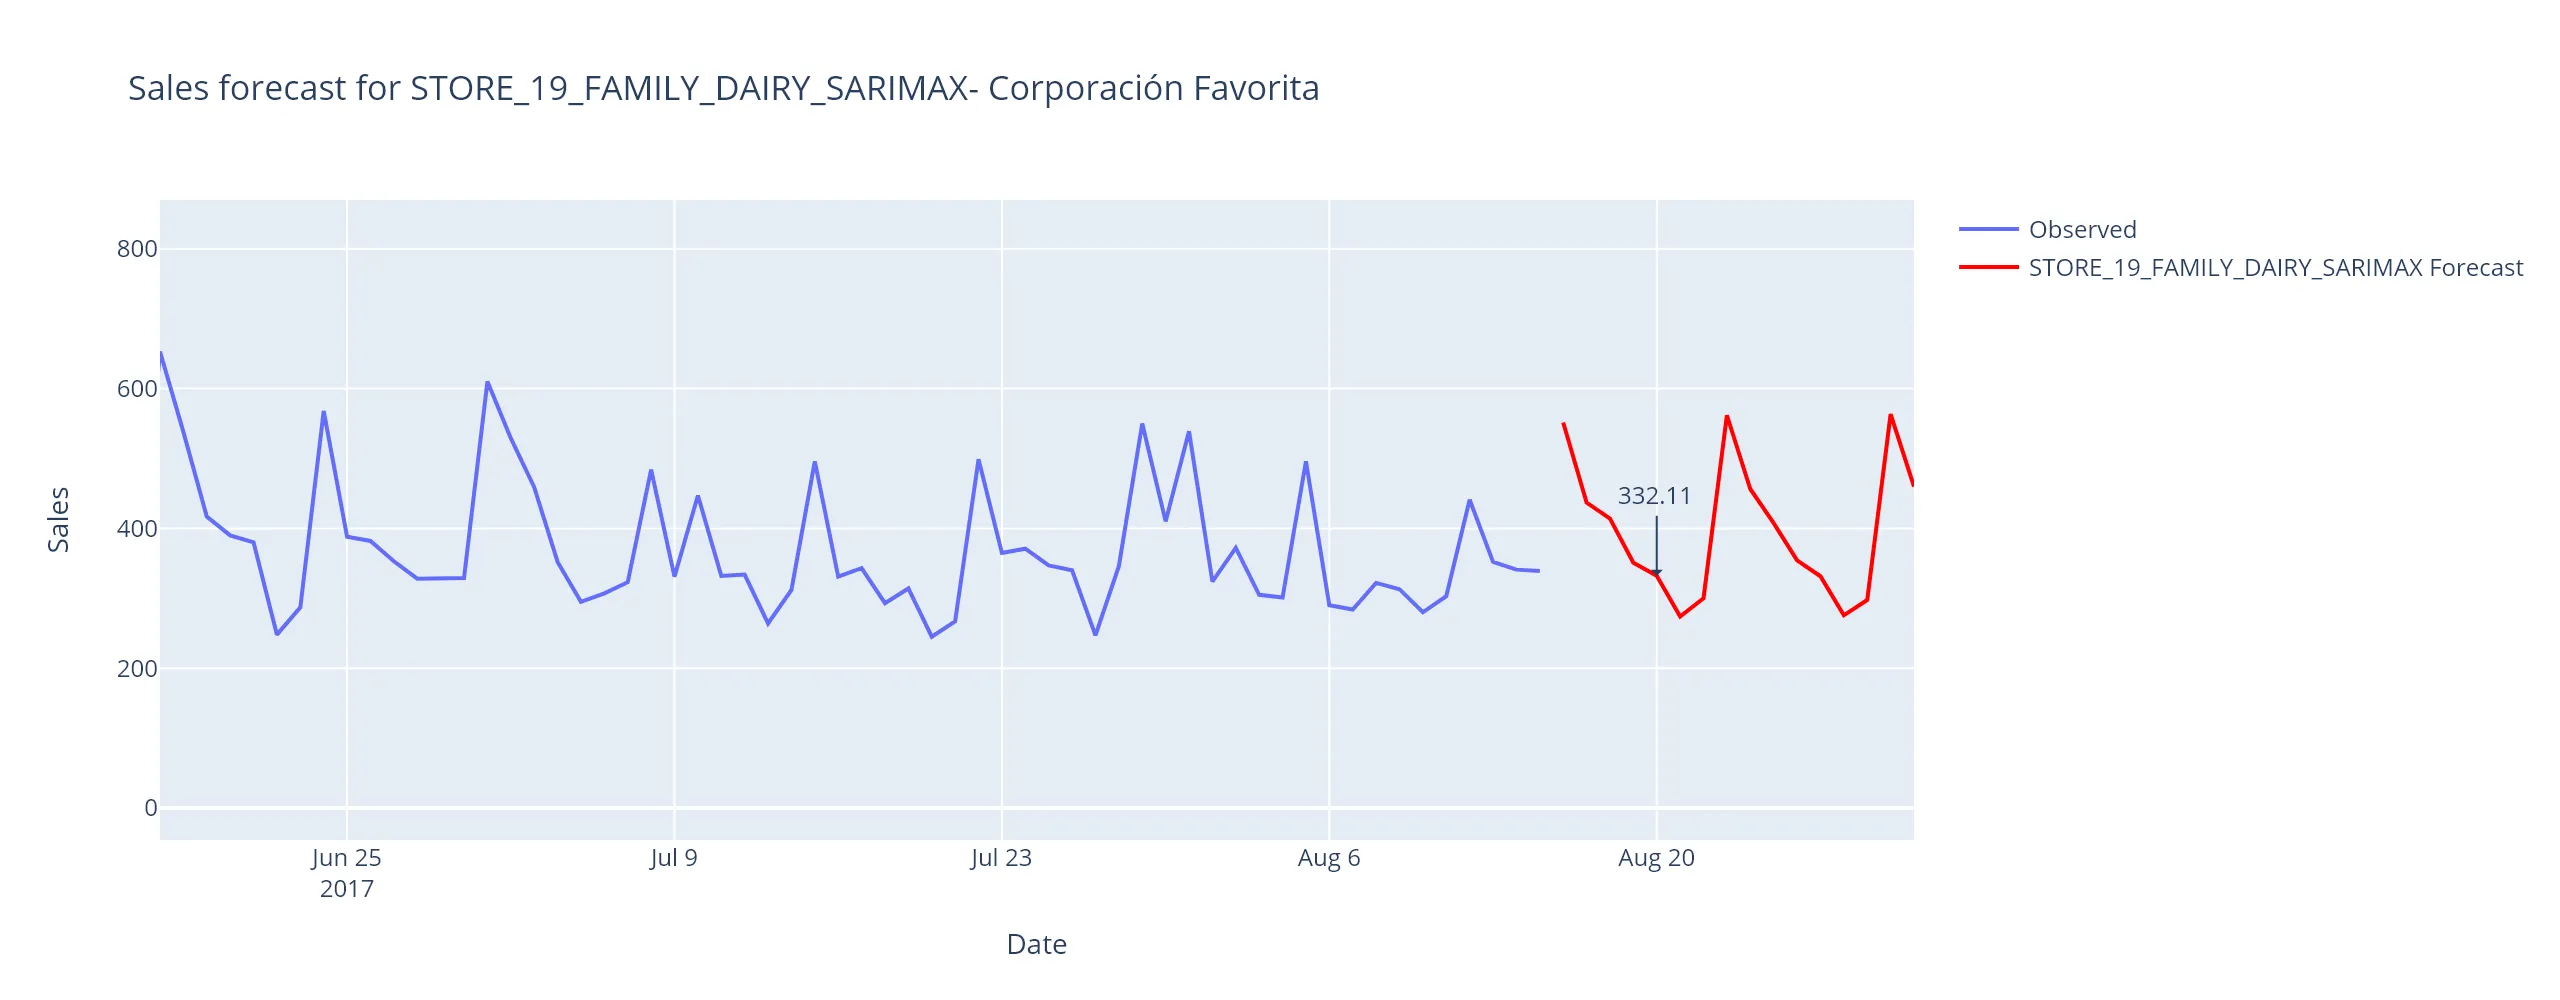 Sales forecast for STORE_19_FAMILY_DAIRY_SARIMAX- Corporación Favorita
Observed
STORE_19_FAMILY_DAIRY_SARIMAX Forecast
800
600
400
200
0
Sales
332.11
Jun 25
2017
Jul 9
Jul 23
Aug 6
Aug 20
Date